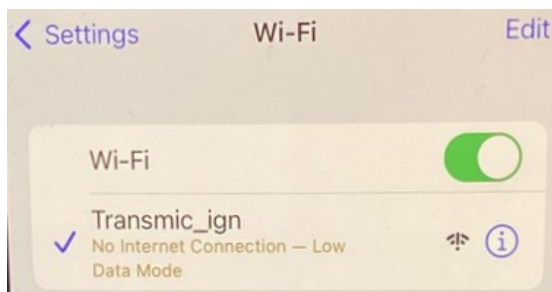 Settings
Wi-Fi
Edit
Wi-Fi
Transmic_ign
No Internet Connection — Low
Data Mode